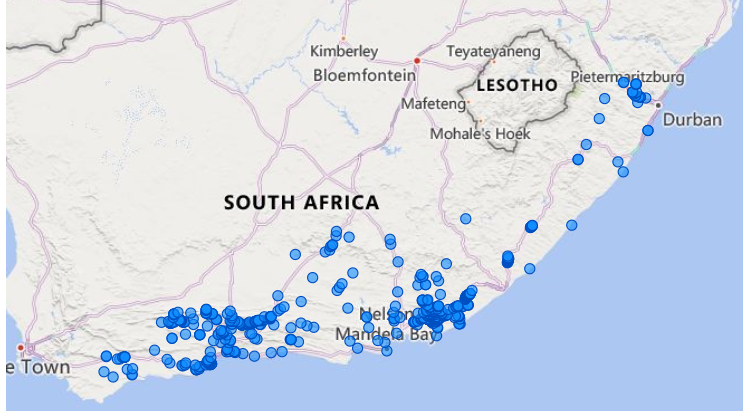 Kimberley
Teyateyaneng
Bloemfontein
LESOTHO
Pietermaritzburg
Mafeteng
Durban
Mohale's Hoek
SOUTH AFRICA
Nelson
Mandela Bay
e Town